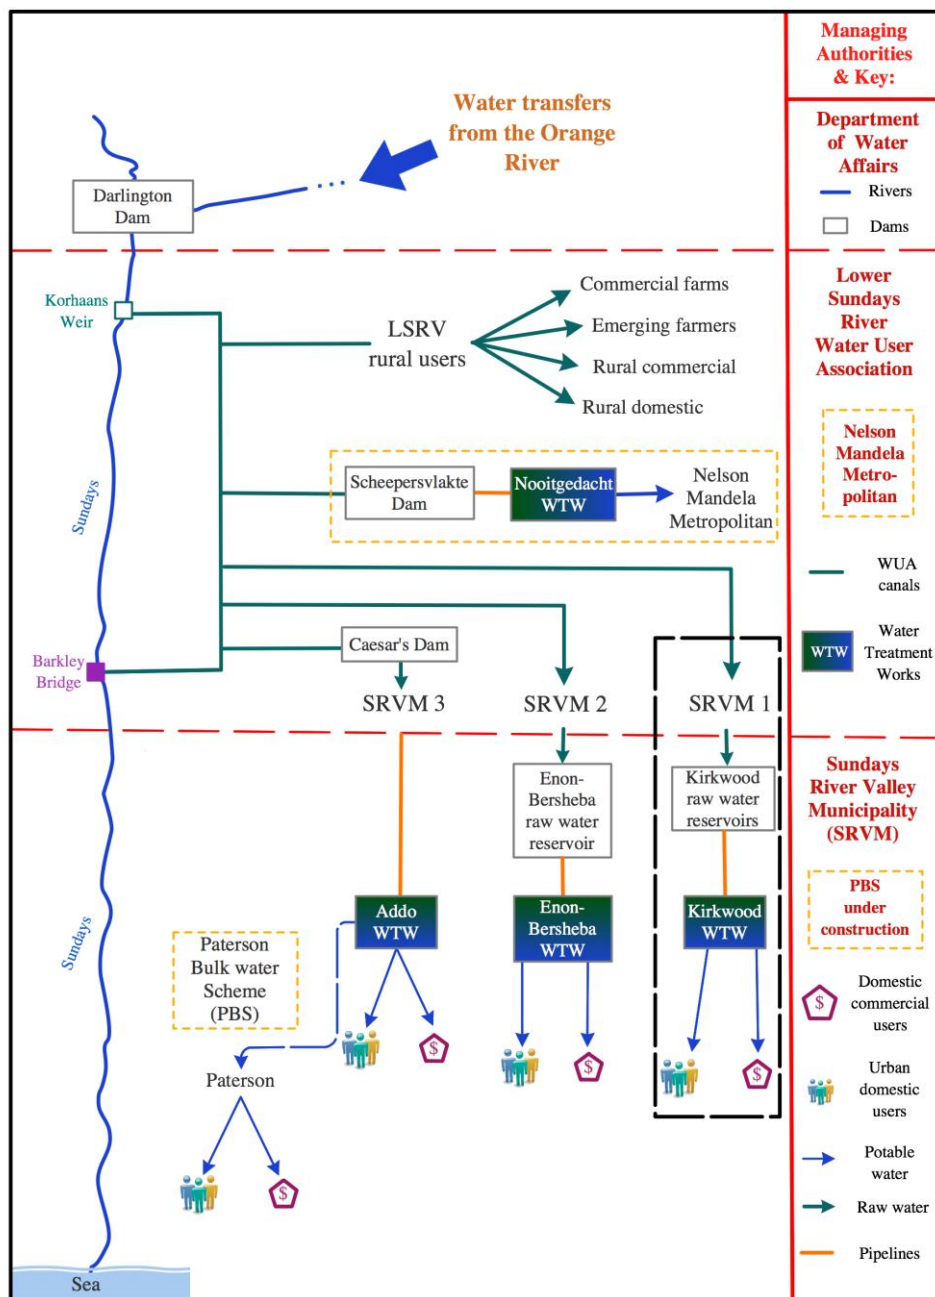 Managing
Authorities
& Key:
Water transfers
from the Orange
River
Darlington
Dam
Department
of Water
Affairs
Rivers
Dams
Korhaans
Weir
LSRV
rural users
Commercial farms
Emerging farmers
Rural commercial
Rural domestic
Lower
Sundays
River
Water User
Association
Sundays
Scheepersvlakte
Dam
Nooitgedacht
WTW
Nelson
Mandela
Metropolitan
Nelson
Mandela
Metro-
politan
WUA
canals
Barkley
Bridge
Caesar's Dam
SRVM 3
SRVM 2
SRVM 1
WTW
Water
Treatment
Works
Enon-
Bersheba
raw water
reservoir
Kirkwood
raw water
reservoirs
Sundays
River Valley
Municipality
(SRVM)
Sundays
Paterson
Bulk water
Scheme
(PBS)
Addo
WTW
Enon-
Bersheba
WTW
Kirkwood
WTW
PBS
under
construction
$
$
$
$
Domestic
commercial
users
Paterson
$
Urban
domestic
users
Potable
water
Raw water
Pipelines
Sea